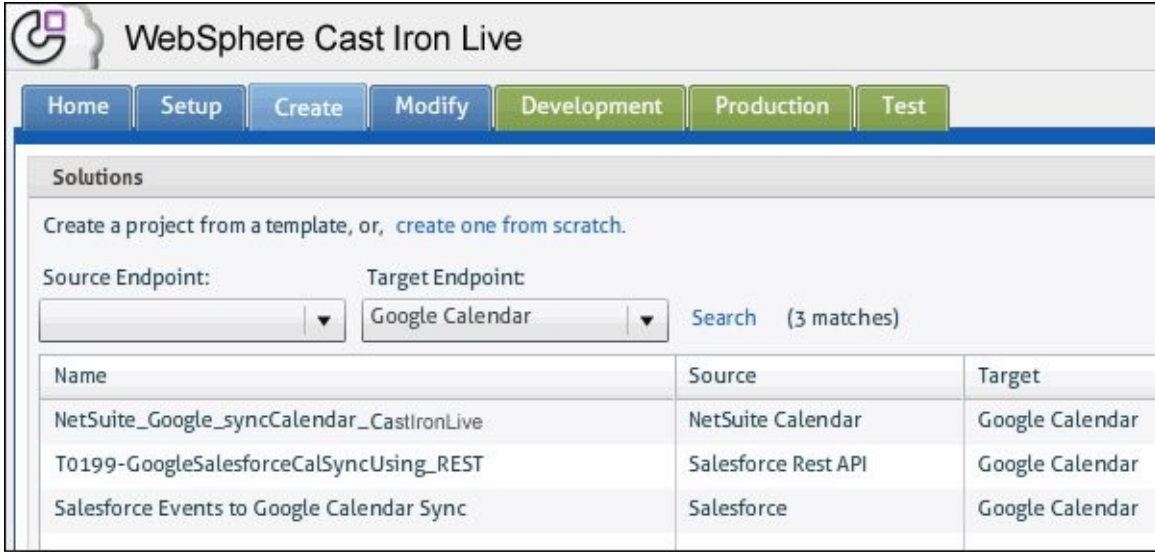 WebSphere Cast Iron Live
Home Setup Create Modify Development Production Test
Solutions
Create a project from a template, or, create one from scratch.
Source Endpoint: Target Endpoint:
Google Calendar Search (3 matches)
Name Source Target
NetSuite_Google_syncCalendar_CastIronLive NetSuite Calendar Google Calendar
T0199-GoogleSalesforceCalSyncUsing_REST Salesforce Rest API Google Calendar
Salesforce Events to Google Calendar Sync Salesforce Google Calendar